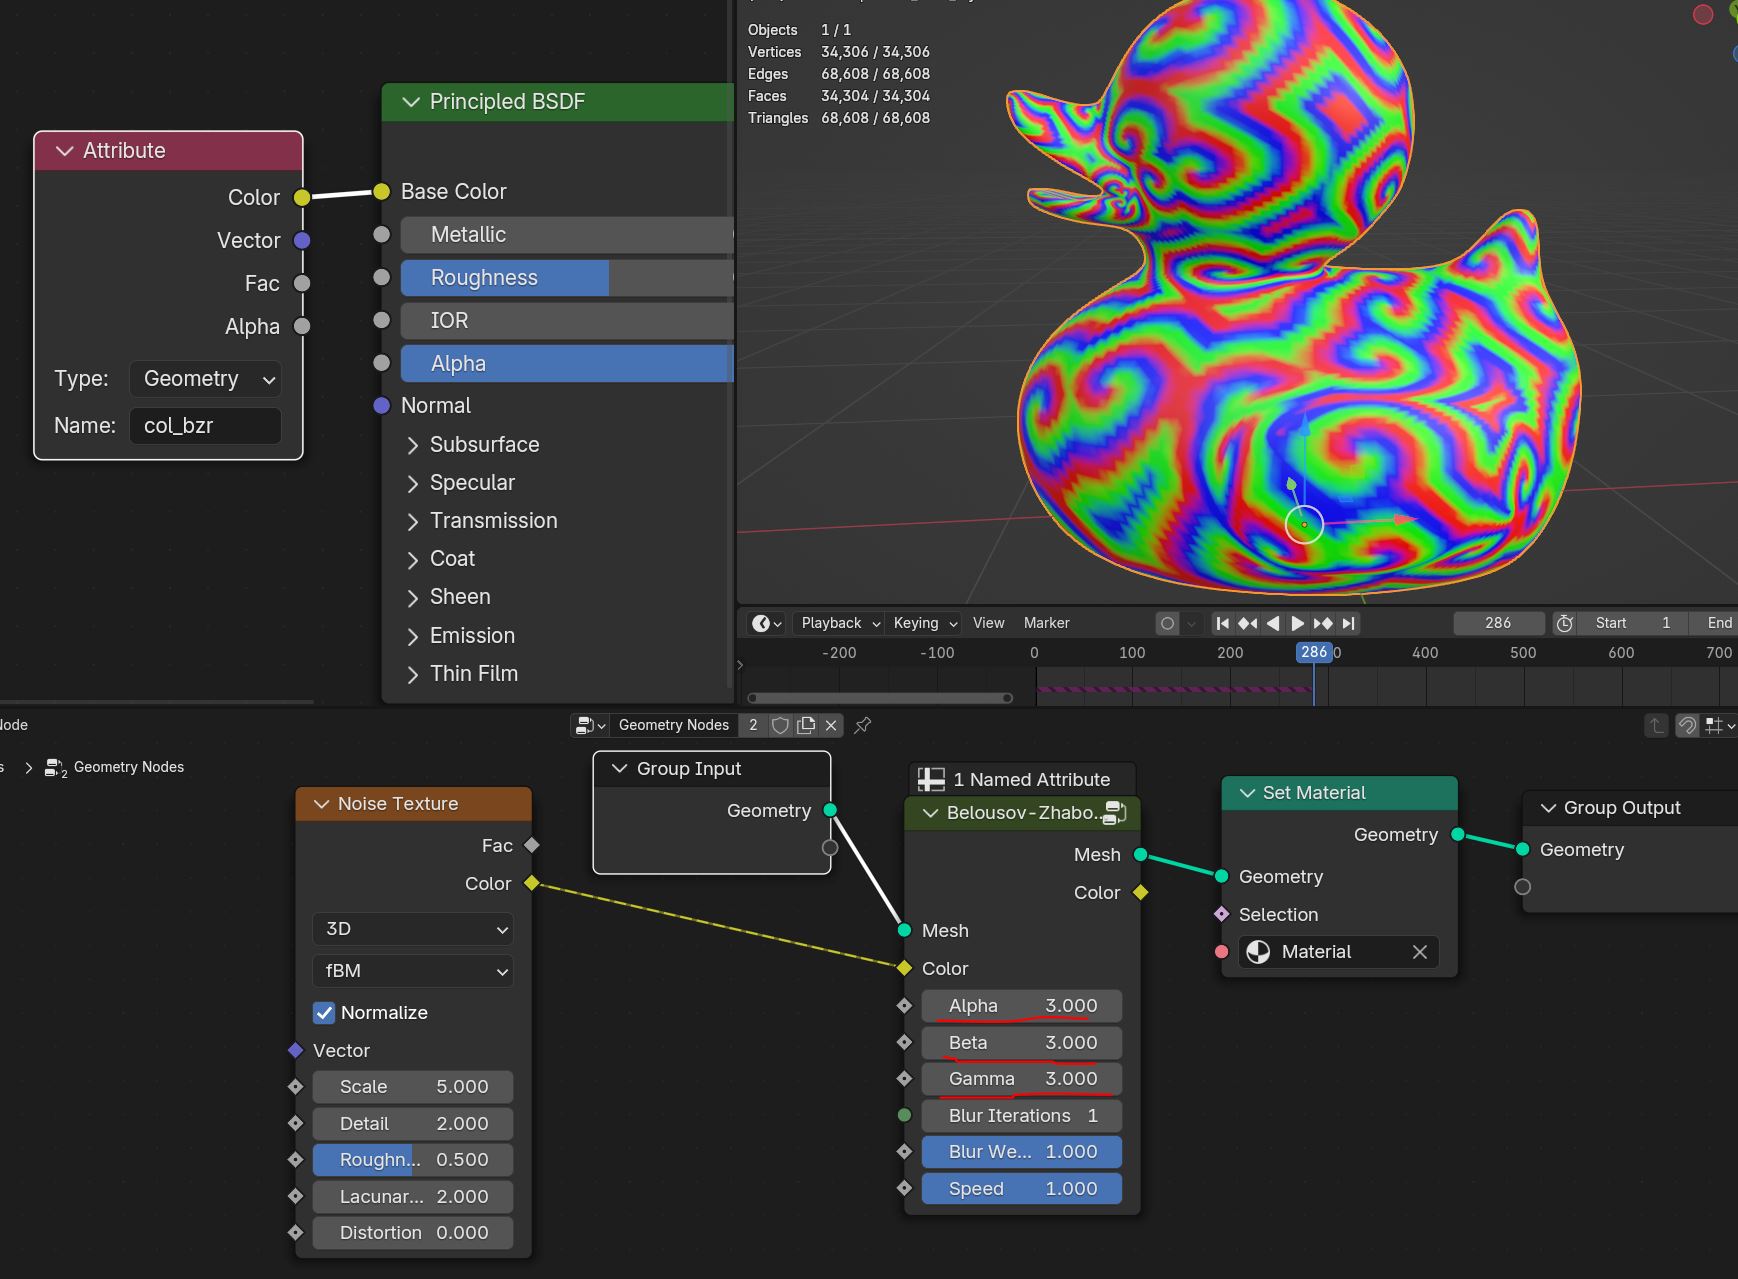 Attribute
Color
Vector
Fac
Alpha
Type: Geometry
Name: col_bzr
Principled BSDF
Base Color
Metallic
Roughness
IOR
Alpha
Normal
Subsurface
Specular
Transmission
Coat
Sheen
Emission
Thin Film
Objects 1 / 1
Vertices 34,306 / 34,306
Edges 68,608 / 68,608
Faces 34,304 / 34,304
Triangles 68,608 / 68,608
Playback Keying View Marker 286 Start 1 End
-200 -100 0 100 200 286 0 400 500 600 700
Node Geometry Nodes 2
s 2 Geometry Nodes
Noise Texture
Fac
Color
3D
fBM
Normalize
Vector
Scale 5.000
Detail 2.000
Roughn... 0.500
Lacunar... 2.000
Distortion 0.000
Group Input
Geometry
1 Named Attribute
Belousov-Zhabo...
Mesh
Color
Mesh
Color
Alpha 3.000
Beta 3.000
Gamma 3.000
Blur Iterations 1
Blur We... 1.000
Speed 1.000
Set Material
Geometry
Geometry
Selection
Material
Group Output
Geometry